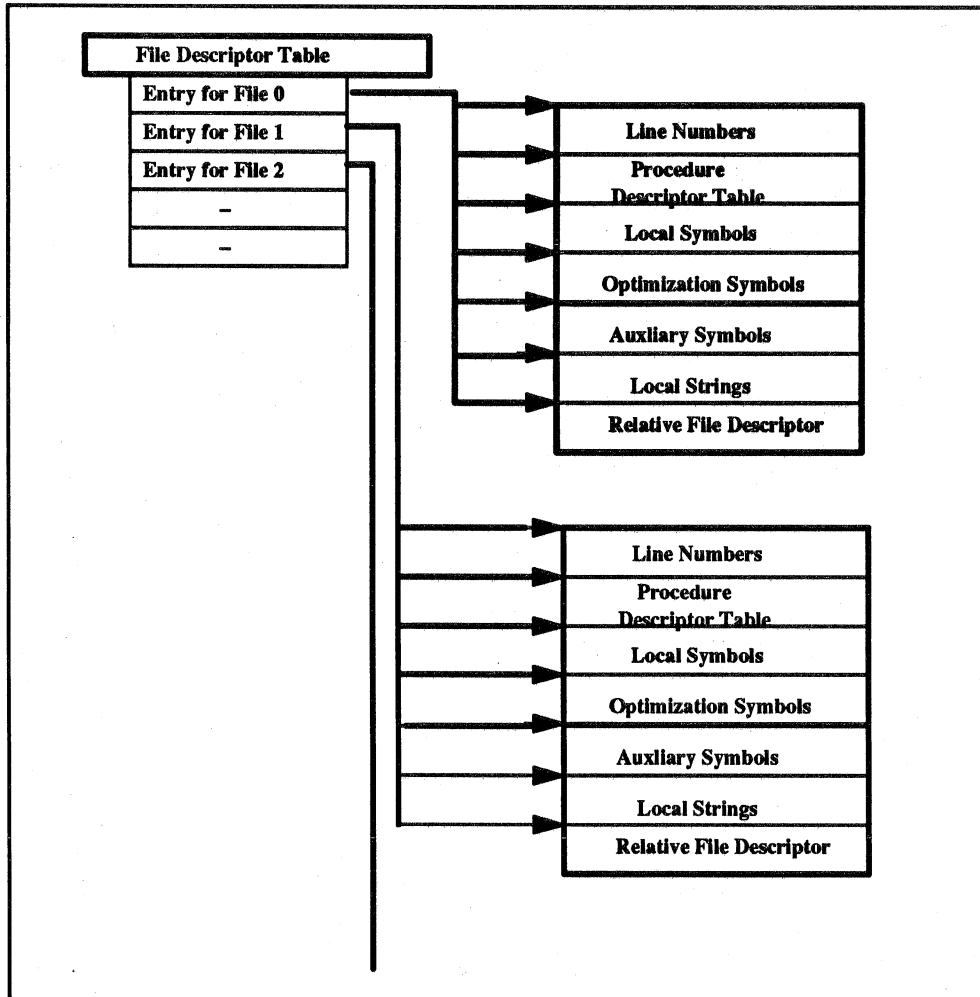 File Descriptor Table
Entry for File 0
Entry for File 1
Entry for File 2
–
–
Line Numbers
Procedure
Descriptor Table
Local Symbols
Optimization Symbols
Auxliary Symbols
Local Strings
Relative File Descriptor
Line Numbers
Procedure
Descriptor Table
Local Symbols
Optimization Symbols
Auxliary Symbols
Local Strings
Relative File Descriptor